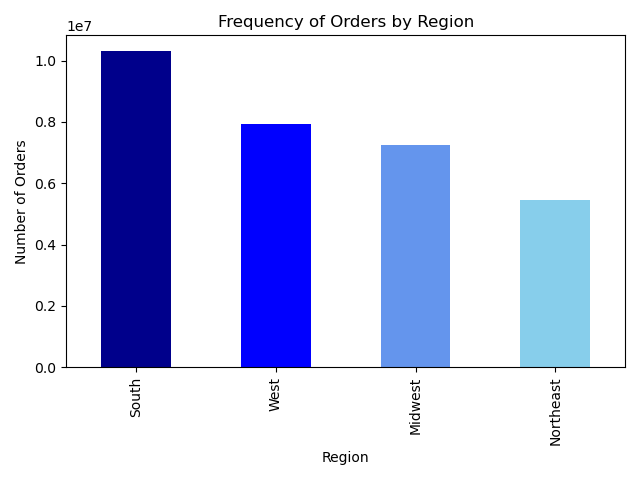 Frequency of Orders by Region
1e7
1.0
0.8
0.6
0.4
0.2
0.0
Number of Orders
South
West
Midwest
Northeast
Region